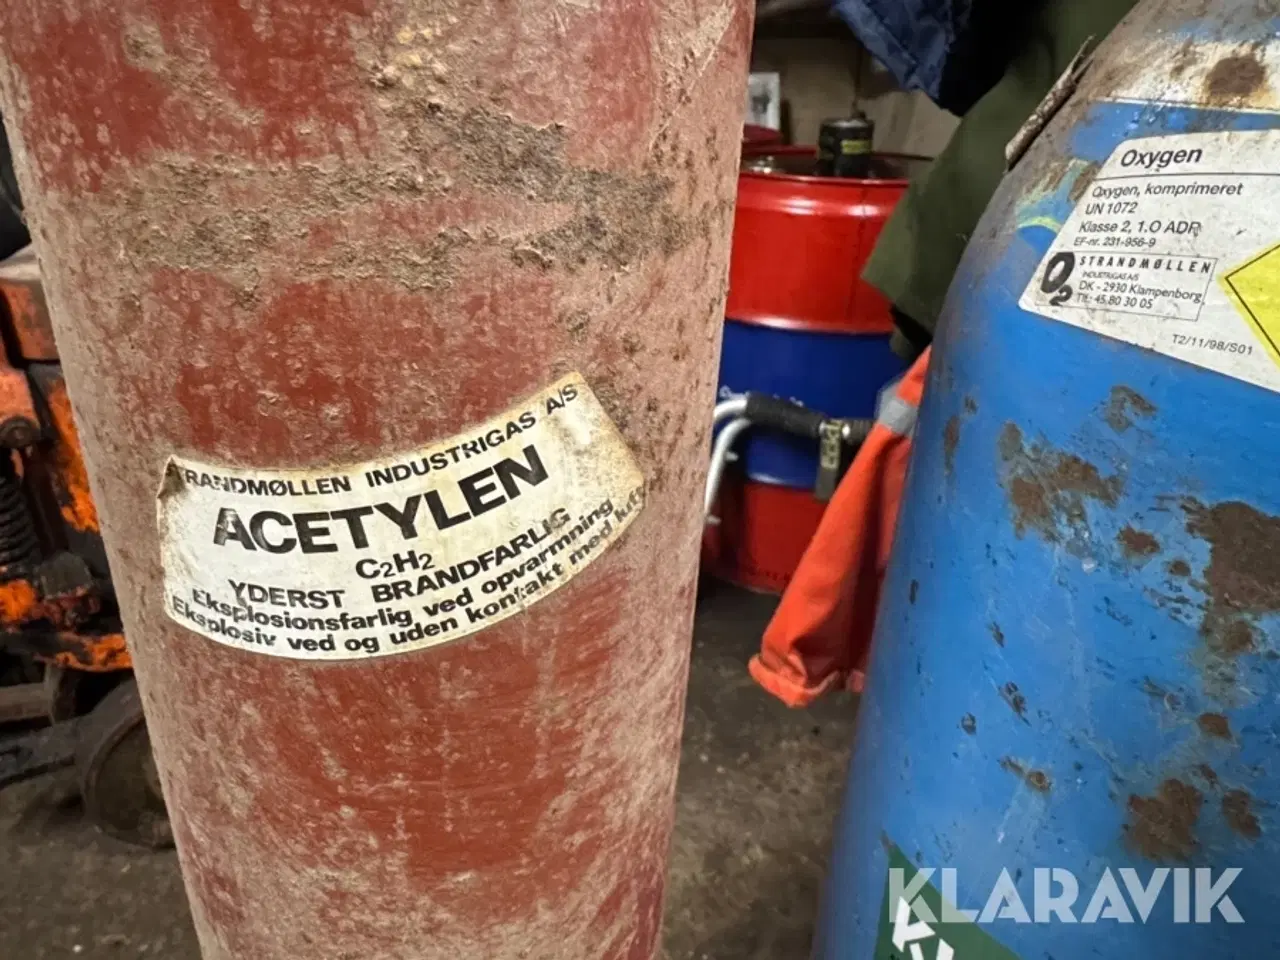 STRANDMØLLEN INDUSTRIGAS A/S
ACETYLEN
C2H2
YDERST BRANDFARLIG
Eksplosionsfarlig ved opvarmning
Eksplosiv ved og uden kontakt med luft
Oxygen
Oxygen, komprimeret
UN 1072
Klasse 2, 1.O ADR
EF-nr. 231-956-9
O2
STRANDMØLLEN
INDUSTRIGAS A/S
DK - 2930 Klampenborg
Tlf.: 45 80 30 05
T2/11/98/S01
KLARAVIK